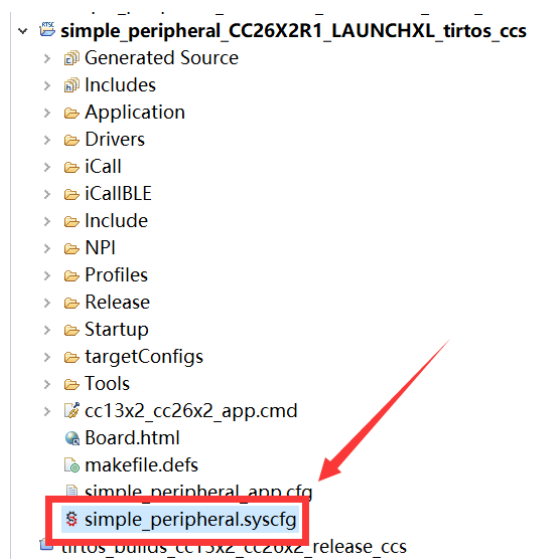 simple_peripheral_CC26X2R1_LAUNCHXL_tirtos_ccs
Generated Source
Includes
Application
Drivers
iCall
iCallBLE
Include
NPI
Profiles
Release
Startup
targetConfigs
Tools
cc13x2_cc26x2_app.cmd
Board.html
makefile.defs
simple_peripheral_app.cfg
simple_peripheral.syscfg
tirtos_builds_cc13x2_cc26x2_release_ccs